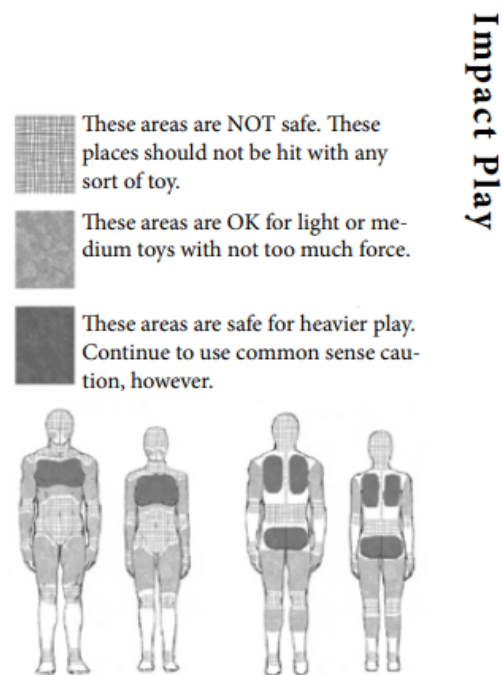 Impact Play
These areas are NOT safe. These
places should not be hit with any
sort of toy.
These areas are OK for light or me-
dium toys with not too much force.
These areas are safe for heavier play.
Continue to use common sense cau-
tion, however.